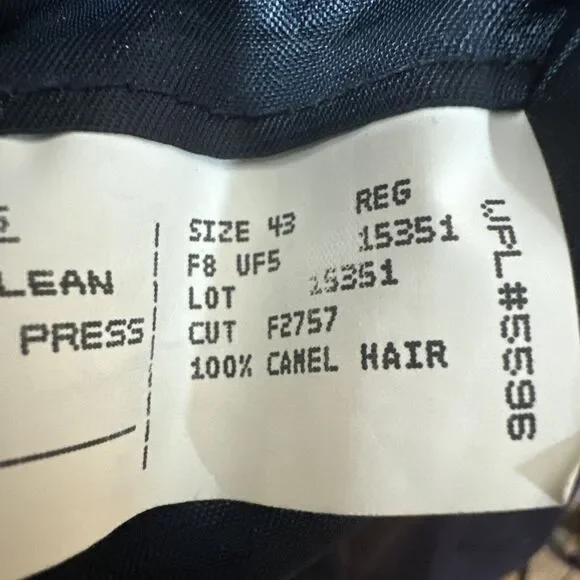 LEAN
PRESS
SIZE 43 REG
F8 UF5 15351
LOT 15351
CUT F2757
100% CAMEL HAIR
WPL#5596